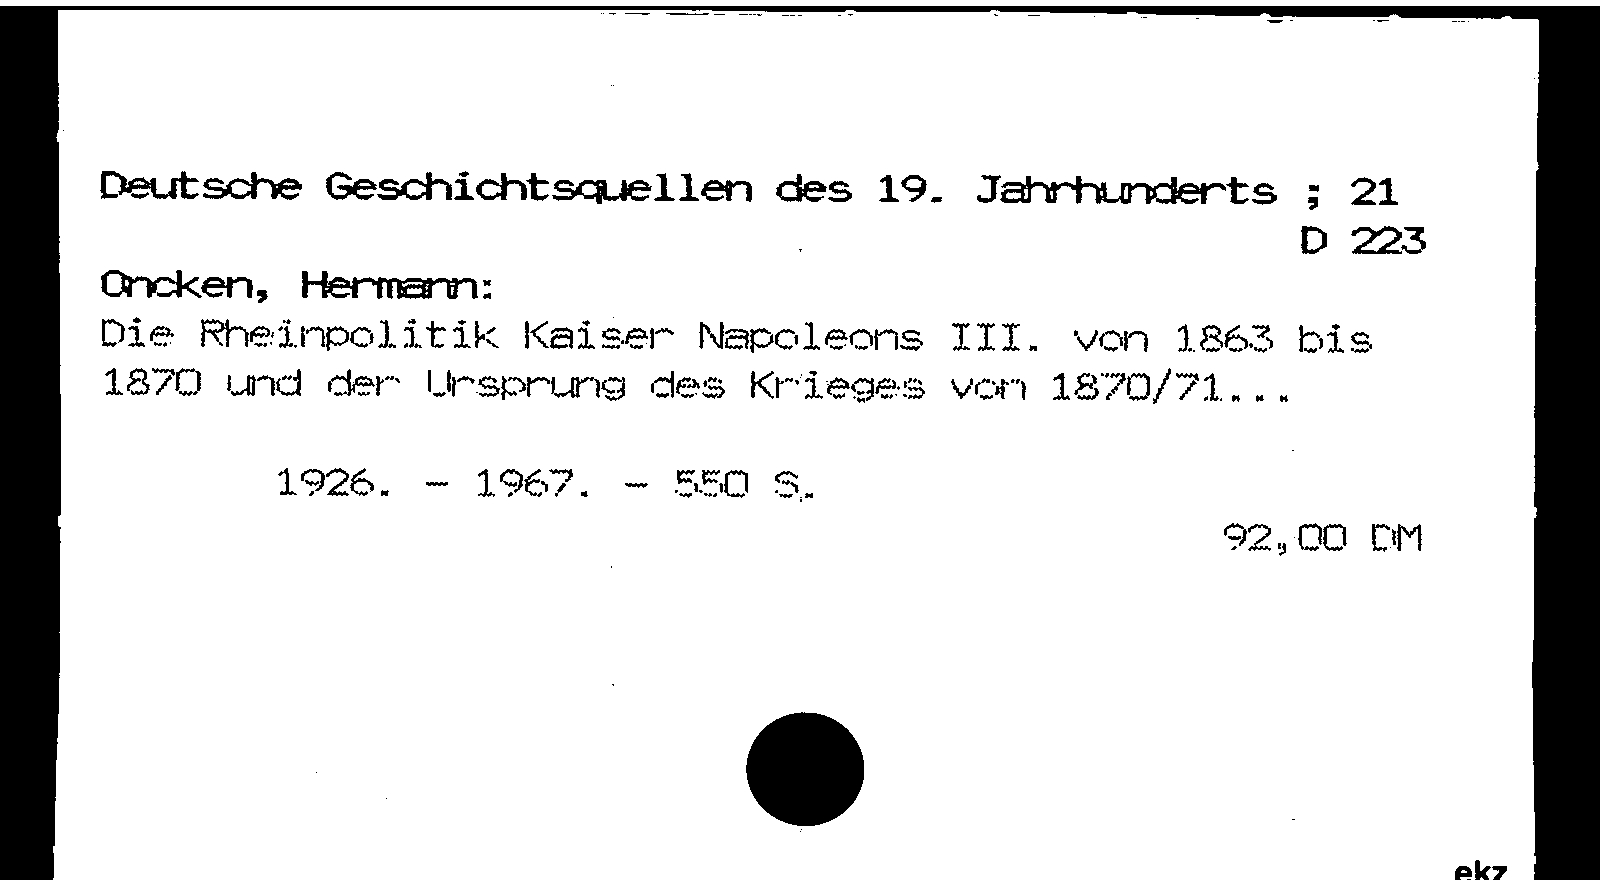 Deutsche Geschichtsquellen des 19. Jahrhunderts ; 21
D 223
Oncken, Hermann:
Die Rheinpolitik Kaiser Napoleons III. von 1863 bis
1870 und der Ursprung des Krieges von 1870/71...
1926. - 1967. - 550 S.
92,00 DM
ekz